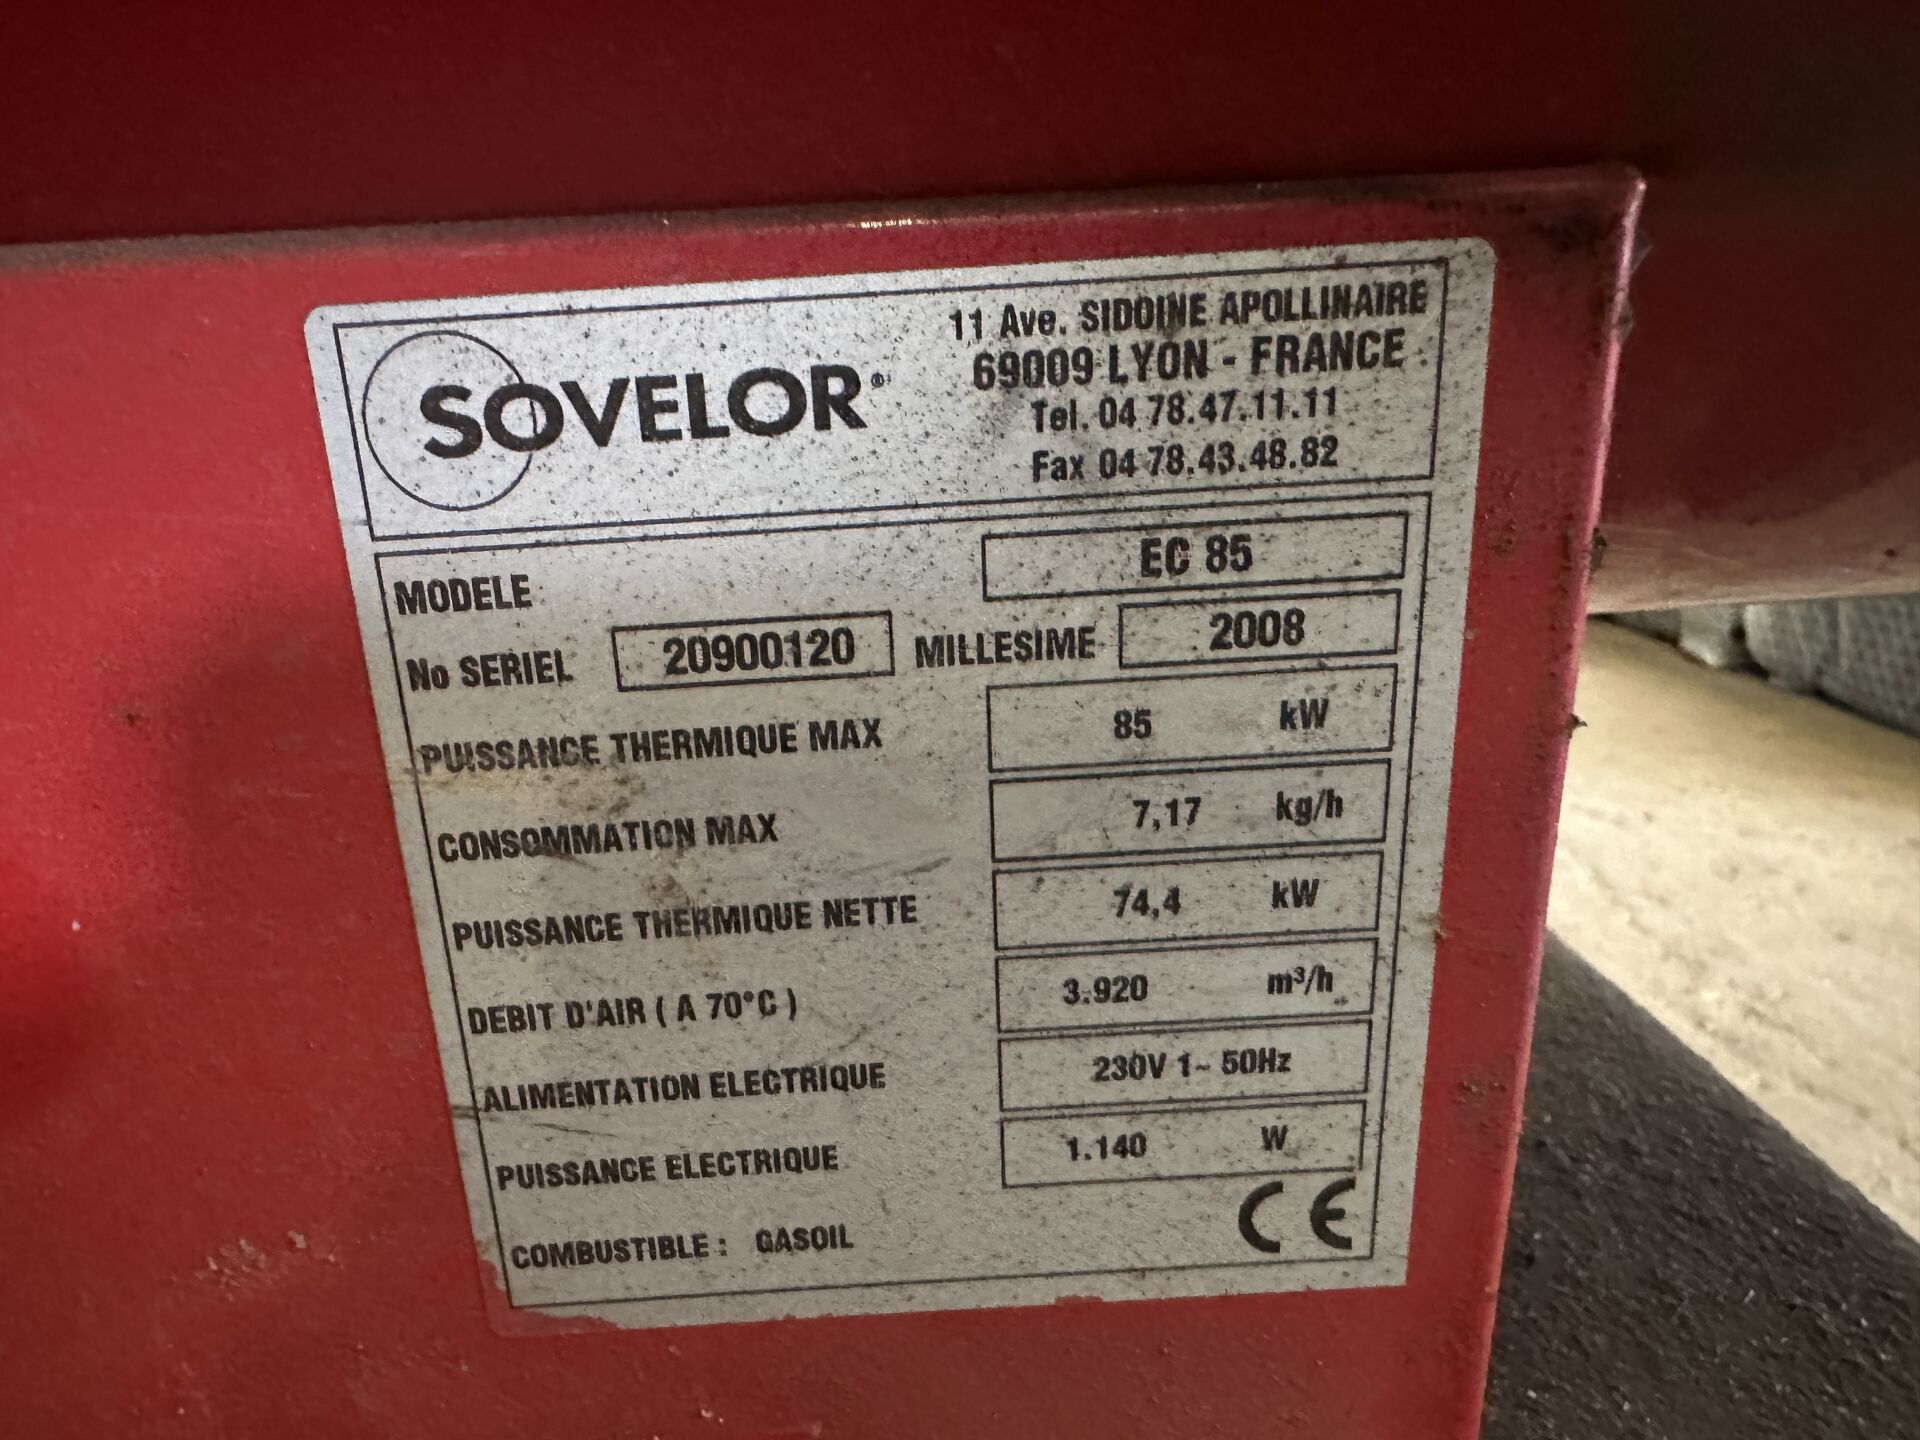 SOVELOR®
11 Ave. SIDOINE APOLLINAIRE
69009 LYON - FRANCE
Tel. 04 78.47.11.11
Fax 04 78.43.48.82
MODELE EC 85
No SERIEL 20900120 MILLESIME 2008
PUISSANCE THERMIQUE MAX 85 kW
CONSOMMATION MAX 7,17 kg/h
PUISSANCE THERMIQUE NETTE 74,4 kW
DEBIT D'AIR ( A 70°C ) 3.920 m³/h
ALIMENTATION ELECTRIQUE 230V 1~ 50Hz
PUISSANCE ELECTRIQUE 1.140 W
COMBUSTIBLE : GASOIL CE